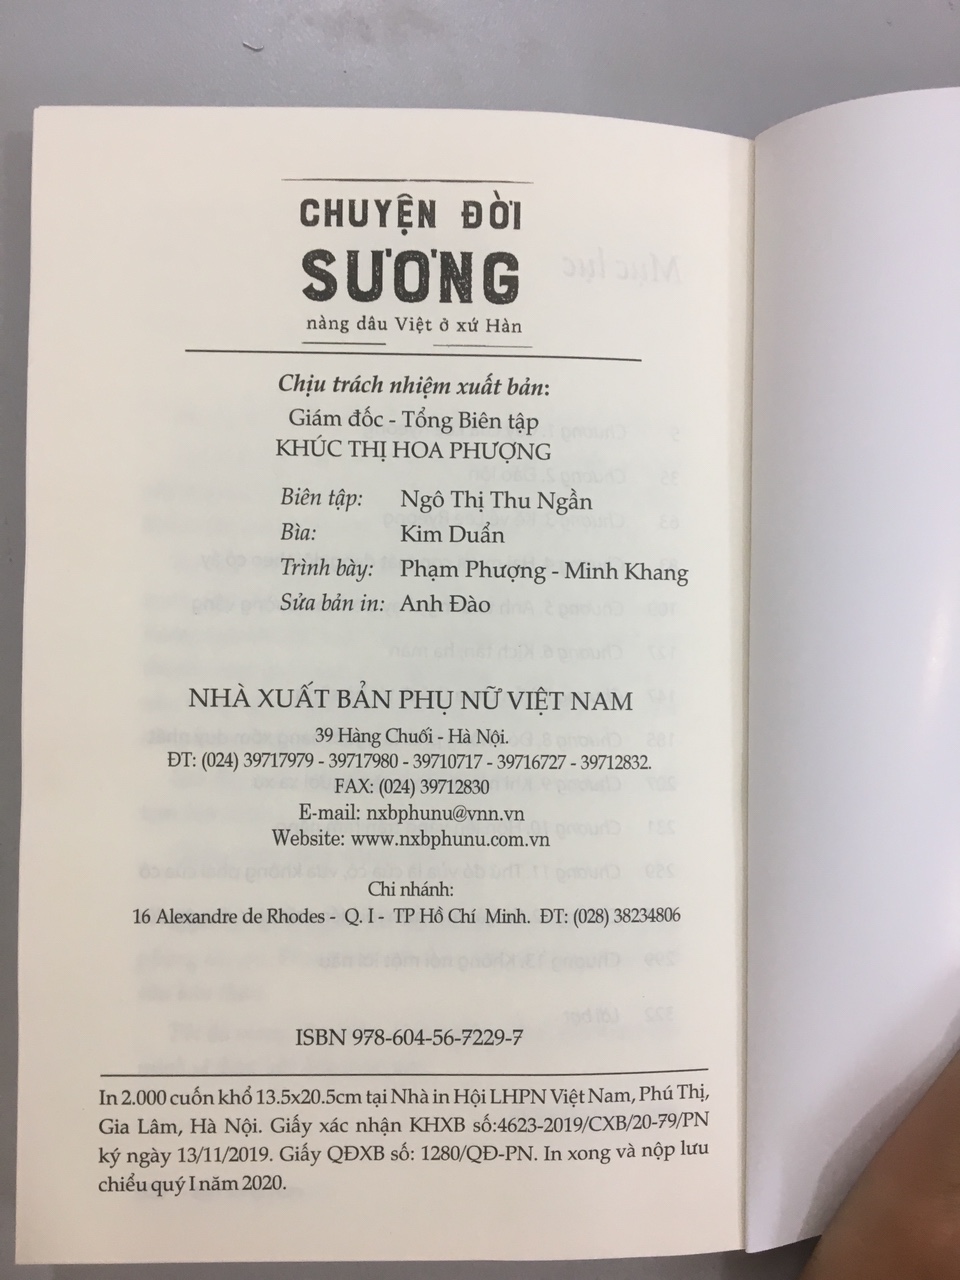 CHUYỆN ĐỜI
SƯƠNG
nàng dâu Việt ở xứ Hàn
Chịu trách nhiệm xuất bản:
Giám đốc - Tổng Biên tập
KHÚC THỊ HOA PHƯỢNG
Biên tập: Ngô Thị Thu Ngần
Bìa: Kim Duẩn
Trình bày: Phạm Phượng - Minh Khang
Sửa bản in: Anh Đào
NHÀ XUẤT BẢN PHỤ NỮ VIỆT NAM
39 Hàng Chuối - Hà Nội.
ĐT: (024) 39717979 - 39717980 - 39710717 - 39716727 - 39712832.
FAX: (024) 39712830
E-mail: nxbphunu@vnn.vn
Website: www.nxbphunu.com.vn
Chi nhánh:
16 Alexandre de Rhodes - Q. I - TP Hồ Chí Minh. ĐT: (028) 38234806
ISBN 978-604-56-7229-7
In 2.000 cuốn khổ 13.5x20.5cm tại Nhà in Hội LHPN Việt Nam, Phú Thị,
Gia Lâm, Hà Nội. Giấy xác nhận KHXB số:4623-2019/CXB/20-79/PN
ký ngày 13/11/2019. Giấy QĐXB số: 1280/QĐ-PN. In xong và nộp lưu
chiểu quý I năm 2020.